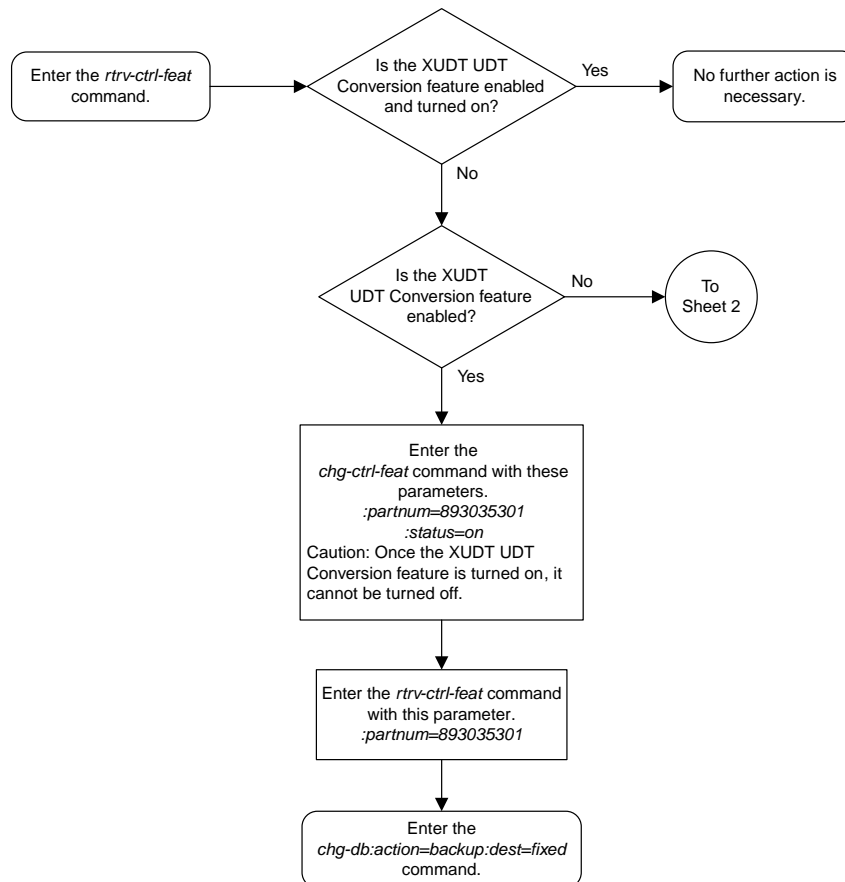 Enter the rtrv-ctrl-feat
command.
Is the XUDT UDT
Conversion feature enabled
and turned on?
Yes
No further action is
necessary.
No
Is the XUDT
UDT Conversion feature
enabled?
No
To
Sheet 2
Yes
Enter the
chg-ctrl-feat command with these
parameters.
:partnum=893035301
:status=on
Caution: Once the XUDT UDT
Conversion feature is turned on, it
cannot be turned off.
Enter the rtrv-ctrl-feat command
with this parameter.
:partnum=893035301
Enter the
chg-db:action=backup:dest=fixed
command.